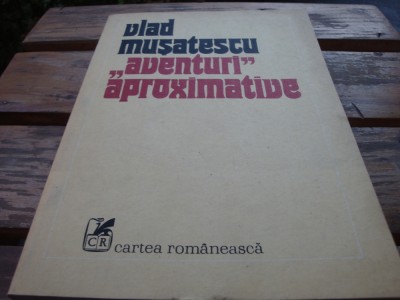 vlad
mușatescu
„aventuri”
aproximative
CR
cartea românească